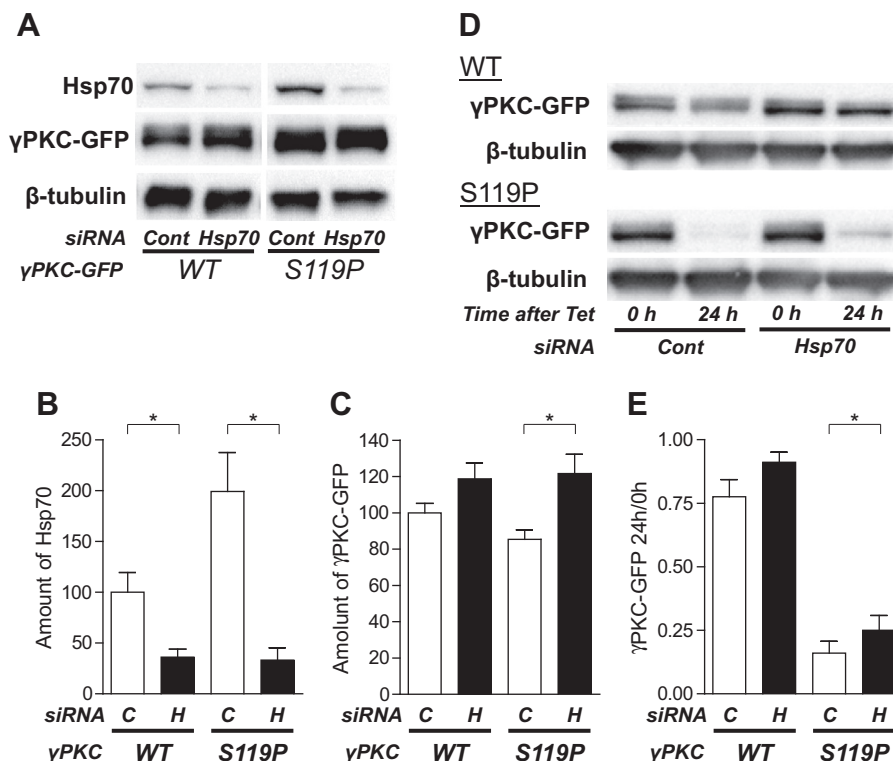 A
Hsp70
γPKC-GFP
β-tubulin
siRNA Cont Hsp70 Cont Hsp70
γPKC-GFP WT S119P
D
WT
γPKC-GFP
β-tubulin
S119P
γPKC-GFP
β-tubulin
Time after Tet 0 h 24 h 0 h 24 h
siRNA Cont Hsp70
B
Amount of Hsp70
250
200
150
100
50
0
* *
siRNA C H C H
γPKC WT S119P
C
Amolunt of γPKC-GFP
140
120
100
80
60
40
20
0
*
siRNA C H C H
γPKC WT S119P
E
γPKC-GFP 24h/0h
1.00
0.75
0.50
0.25
0.00
*
siRNA C H C H
γPKC WT S119P